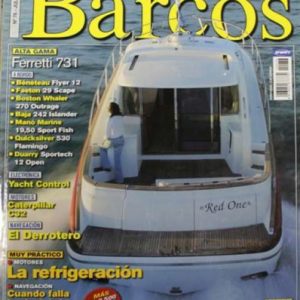 Barcos
ALTA GAMA
Ferretti 731
A PRUEBA
Bénéteau Flyer 12
Faeton 29 Scape
Boston Whaler
270 Outrage
Baja 242 Islander
Mano Marine
19,50 Sport Fish
Quicksilver 530
Flamingo
Duarry Sportech
12 Open
ELECTRÓNICA
Yacht Control
MOTORES
Caterpillar
C32
NAVEGACIÓN
El Derrotero
Red One
MUY PRÁCTICO
MOTORES
La refrigeración
NAVEGACIÓN
Cuando falla
MÁS